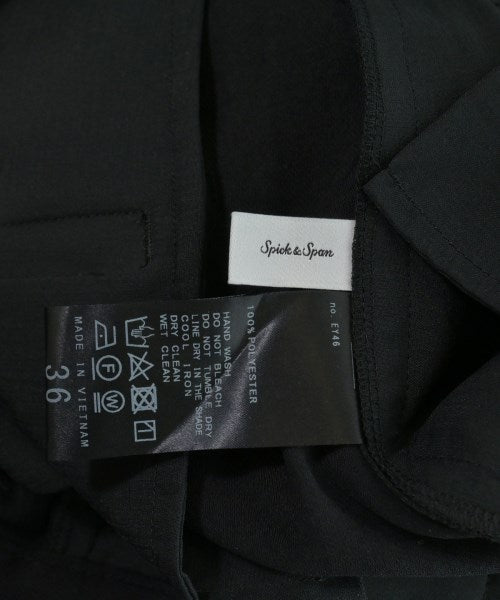 Spick & Span
no. EY46
100% POLYESTER
HAND WASH
DO NOT BLEACH
DO NOT TUMBLE DRY
LINE DRY IN THE SHADE
COOL IRON
DRY CLEAN
WET CLEAN
F W
36
MADE IN VIETNAM